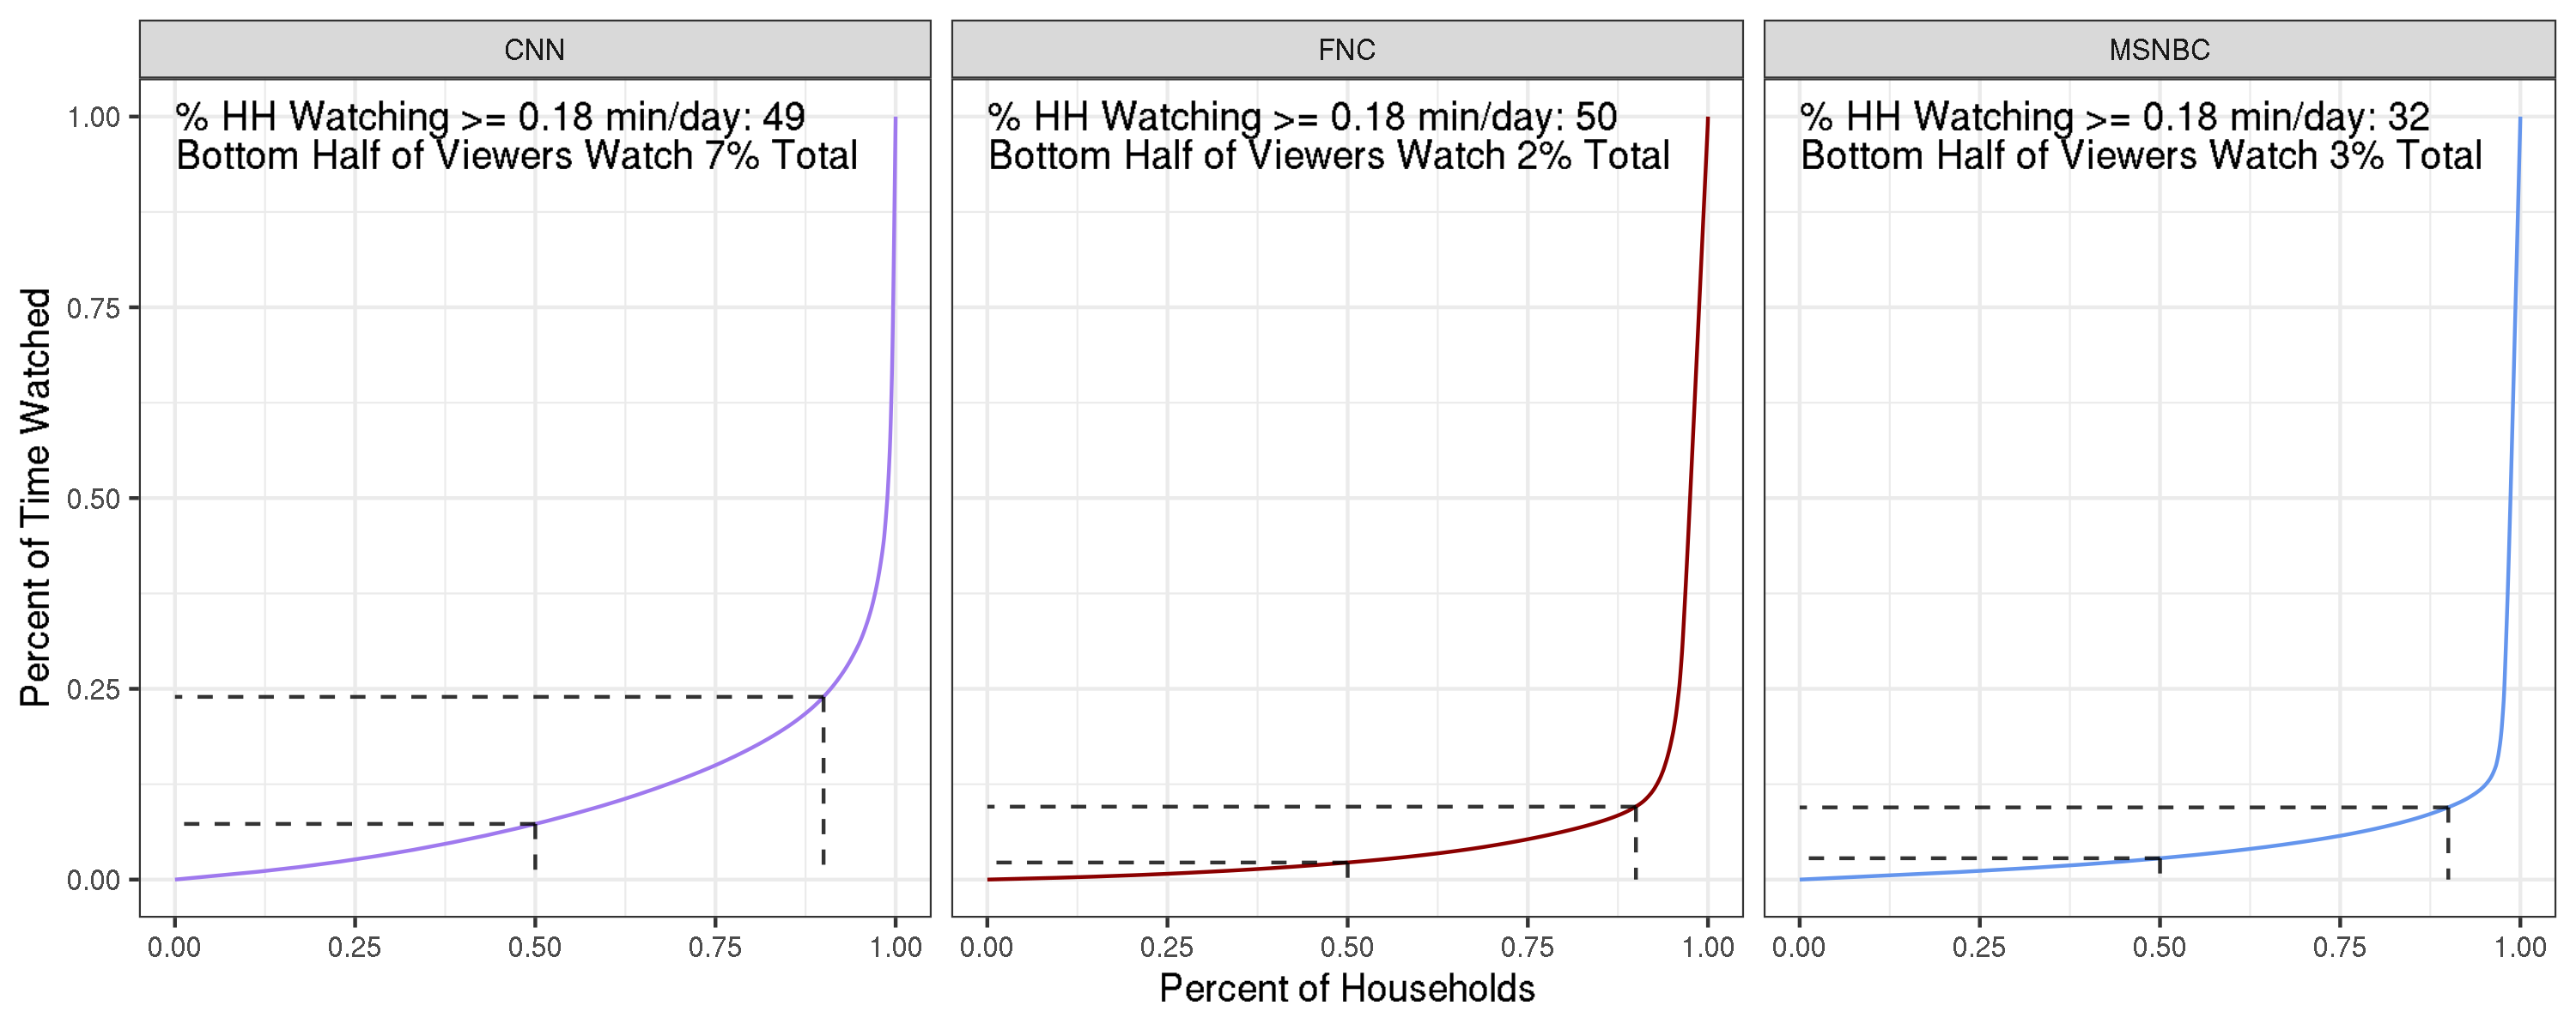 CNN
FNC
MSNBC
% HH Watching >= 0.18 min/day: 49
Bottom Half of Viewers Watch 7% Total
% HH Watching >= 0.18 min/day: 50
Bottom Half of Viewers Watch 2% Total
% HH Watching >= 0.18 min/day: 32
Bottom Half of Viewers Watch 3% Total
Percent of Time Watched
1.00
0.75
0.50
0.25
0.00
0.00 0.25 0.50 0.75 1.00
0.00 0.25 0.50 0.75 1.00
0.00 0.25 0.50 0.75 1.00
Percent of Households